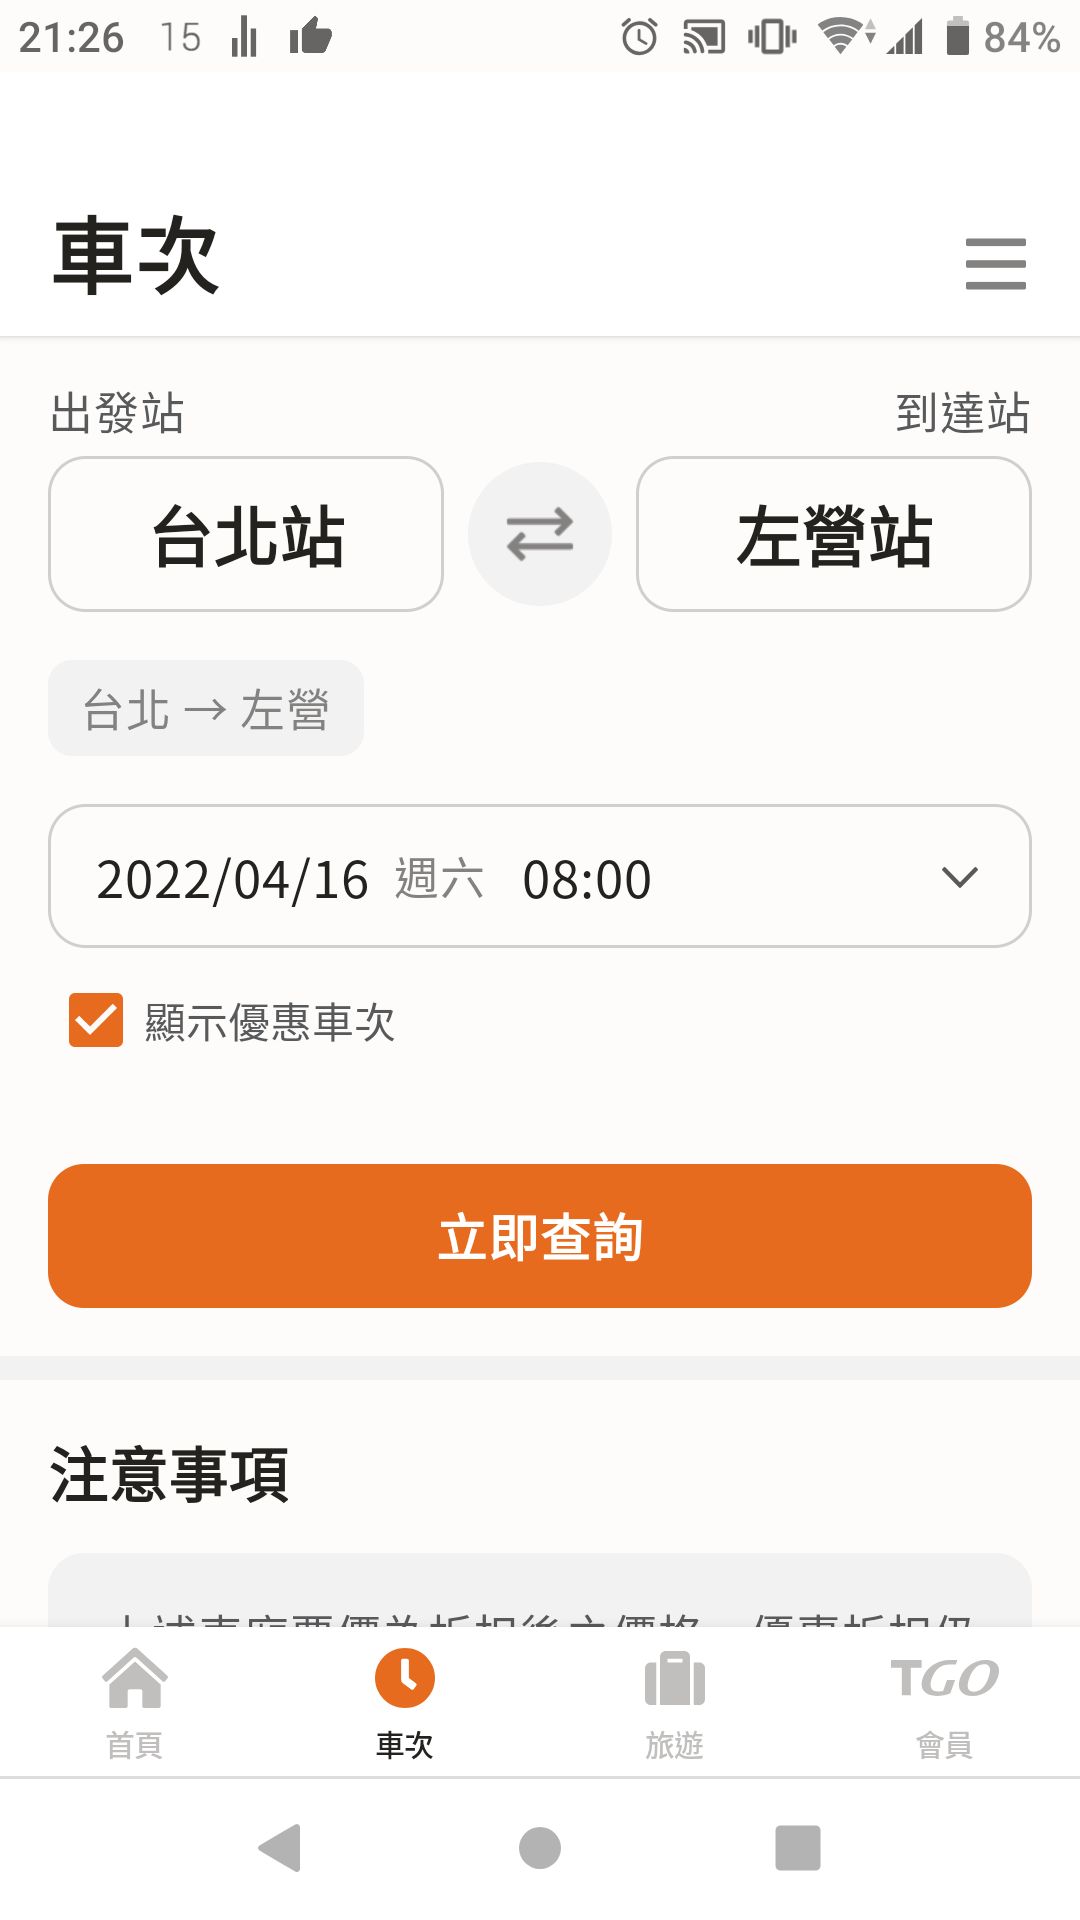 21:26 15 84%
車次
出發站 到達站
台北站 左營站
台北 → 左營
2022/04/16 週六 08:00
顯示優惠車次
立即查詢
注意事項
首頁 車次 旅遊 TGO 會員